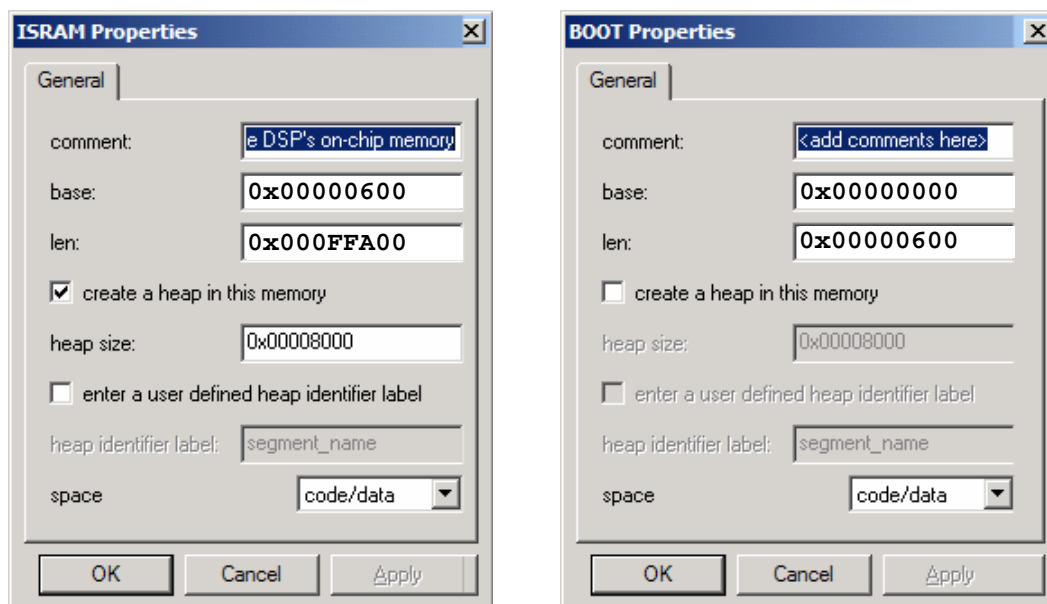 ISRAM Properties
General
comment: e DSP's on-chip memory
base: 0x00000600
len: 0x000FFA00
create a heap in this memory
heap size: 0x00008000
enter a user defined heap identifier label
heap identifier label: segment_name
space code/data
OK Cancel Apply
BOOT Properties
General
comment: <add comments here>
base: 0x00000000
len: 0x00000600
create a heap in this memory
heap size: 0x00008000
enter a user defined heap identifier label
heap identifier label: segment_name
space code/data
OK Cancel Apply